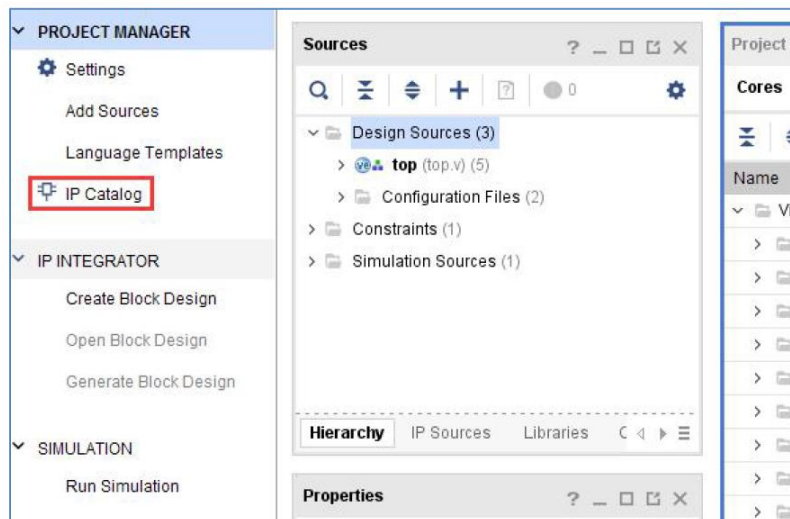 PROJECT MANAGER
Settings
Add Sources
Language Templates
IP Catalog
IP INTEGRATOR
Create Block Design
Open Block Design
Generate Block Design
SIMULATION
Run Simulation
Sources
0
Design Sources (3)
top (top.v) (5)
Configuration Files (2)
Constraints (1)
Simulation Sources (1)
Hierarchy IP Sources Libraries
Properties
Project
Cores
Name